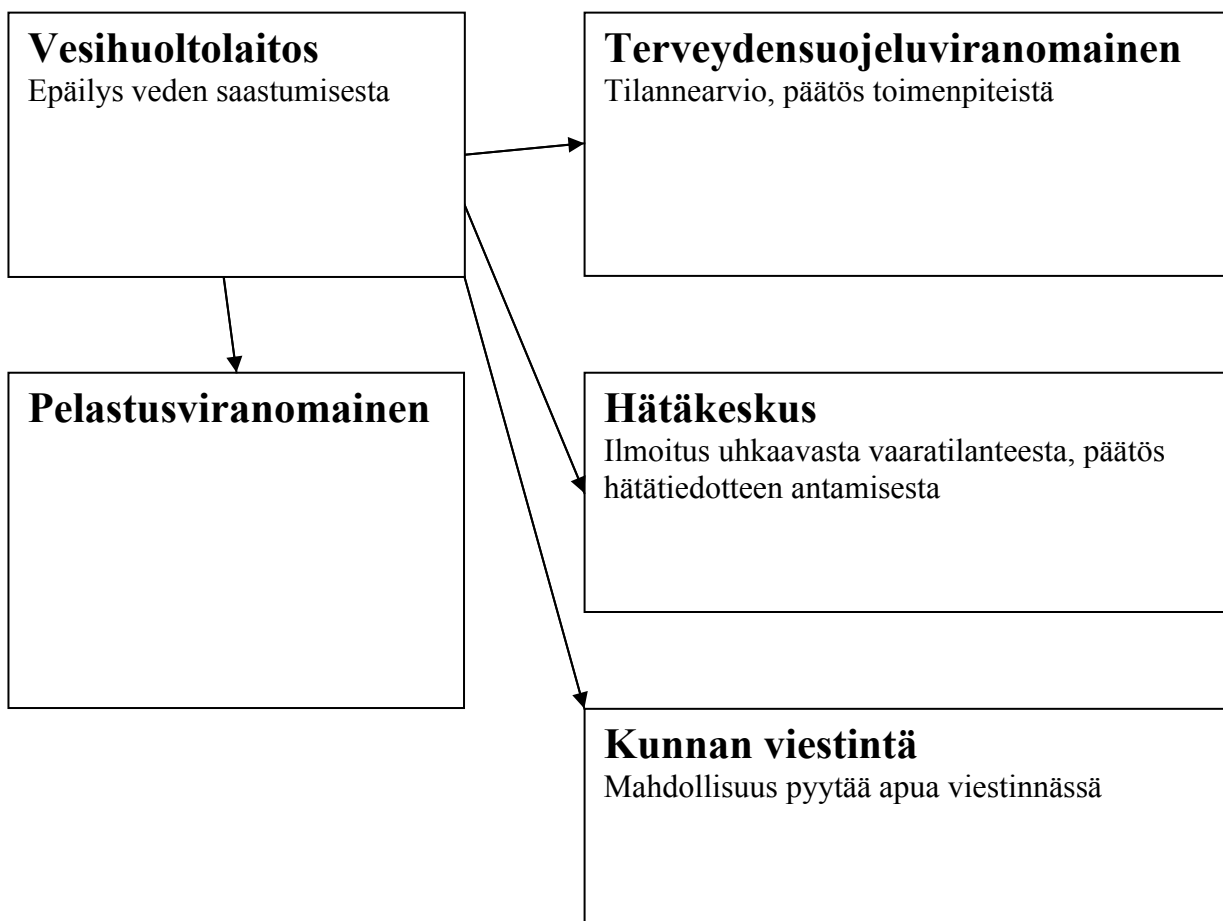 Vesihuoltolaitos
Epäilys veden saastumisesta
Terveydensuojeluviranomainen
Tilannearvio, päätös toimenpiteistä
Pelastusviranomainen
Hätäkeskus
Ilmoitus uhkaavasta vaaratilanteesta, päätös
hätätiedotteen antamisesta
Kunnan viestintä
Mahdollisuus pyytää apua viestinnässä